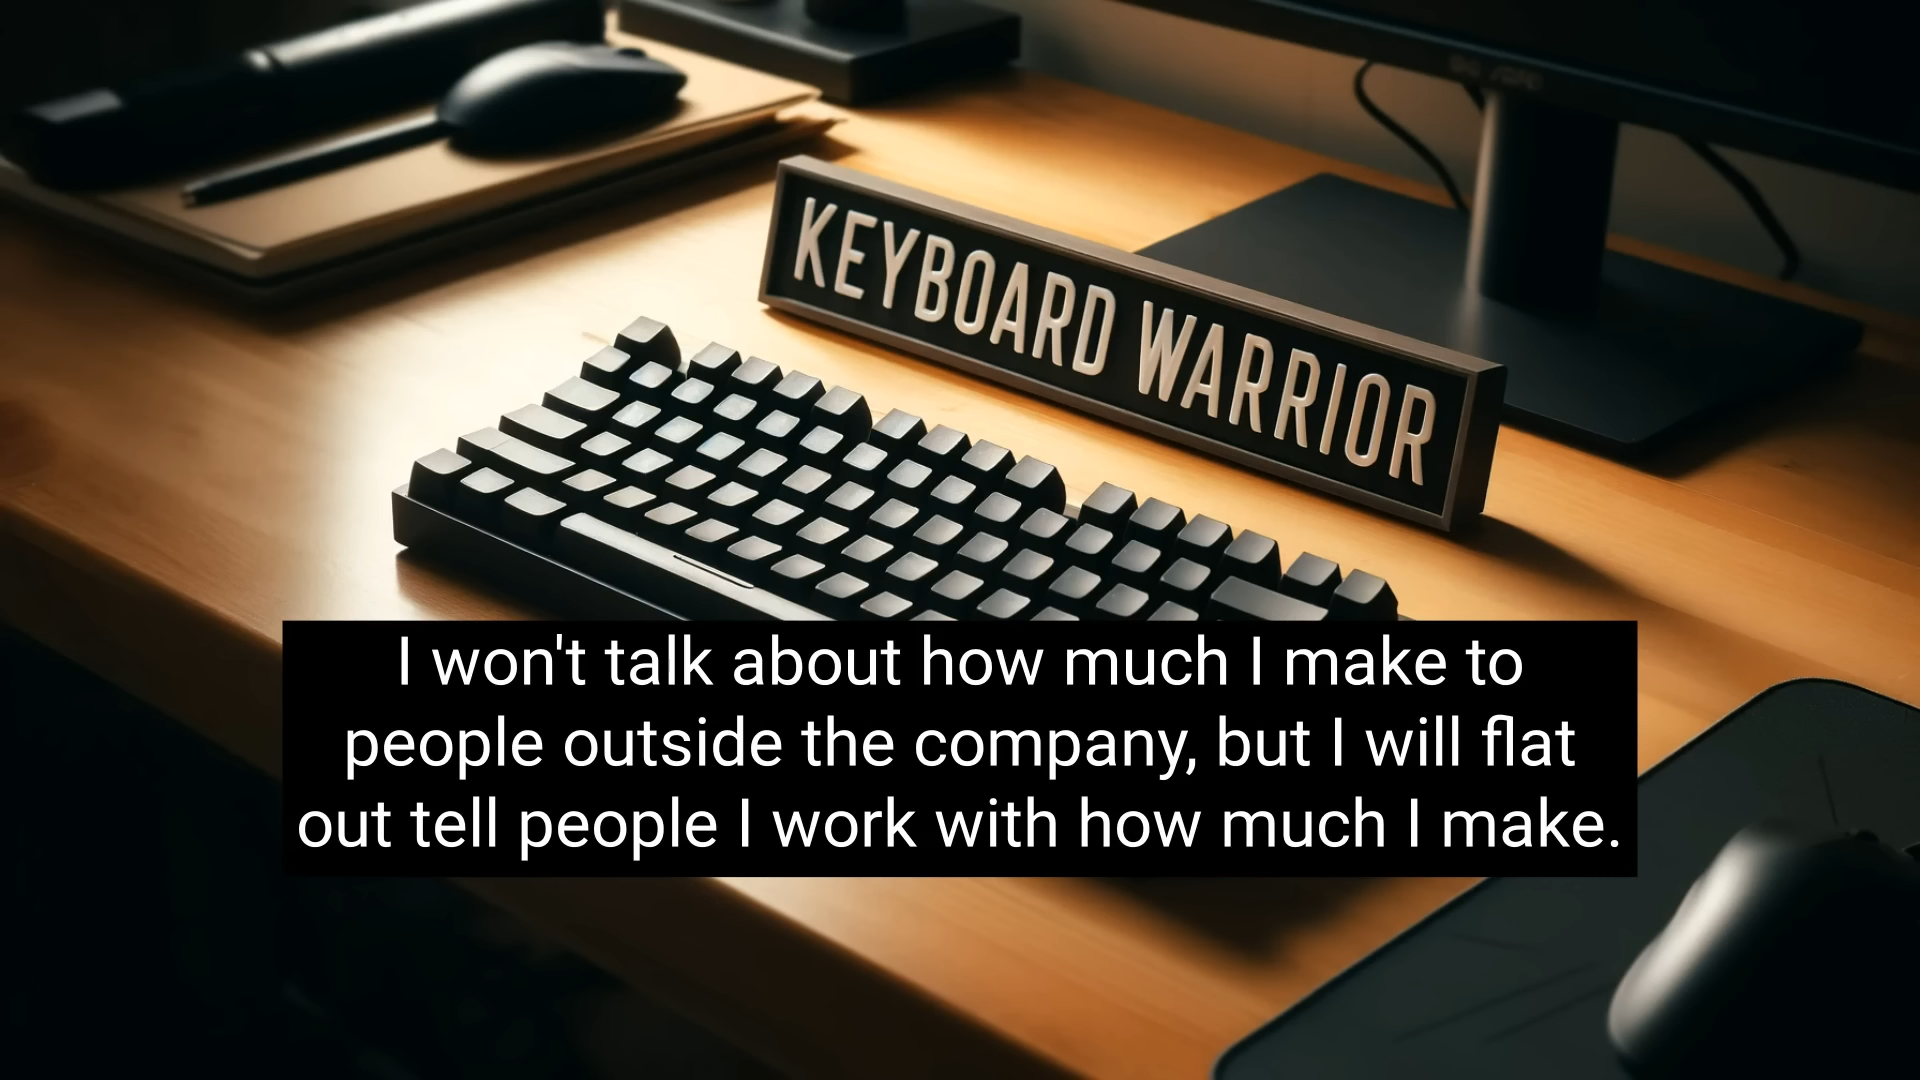 KEYBOARD WARRIOR
I won't talk about how much I make to
people outside the company, but I will flat
out tell people I work with how much I make.